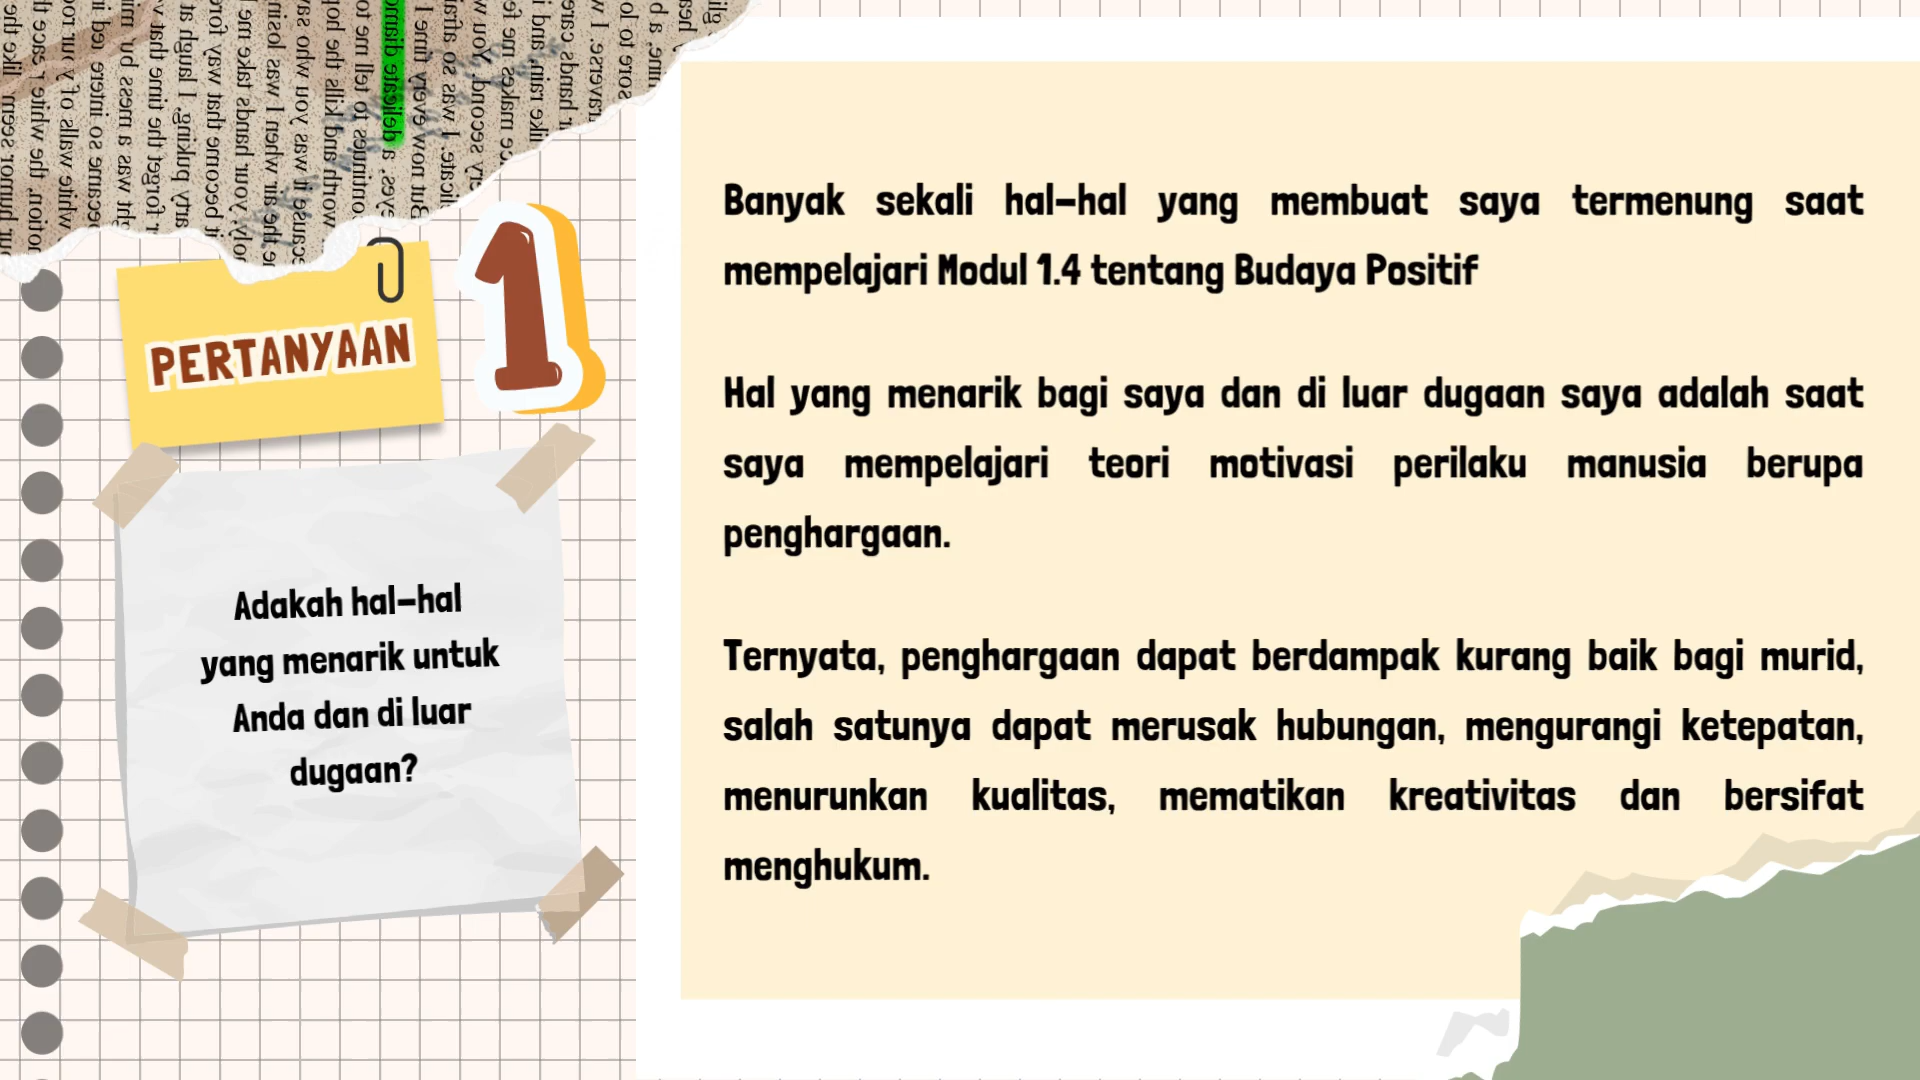 PERTANYAAN
1
Adakah hal-hal
yang menarik untuk
Anda dan di luar
dugaan?
Banyak sekali hal-hal yang membuat saya termenung saat
mempelajari Modul 1.4 tentang Budaya Positif
Hal yang menarik bagi saya dan di luar dugaan saya adalah saat
saya mempelajari teori motivasi perilaku manusia berupa
penghargaan.
Ternyata, penghargaan dapat berdampak kurang baik bagi murid,
salah satunya dapat merusak hubungan, mengurangi ketepatan,
menurunkan kualitas, mematikan kreativitas dan bersifat
menghukum.